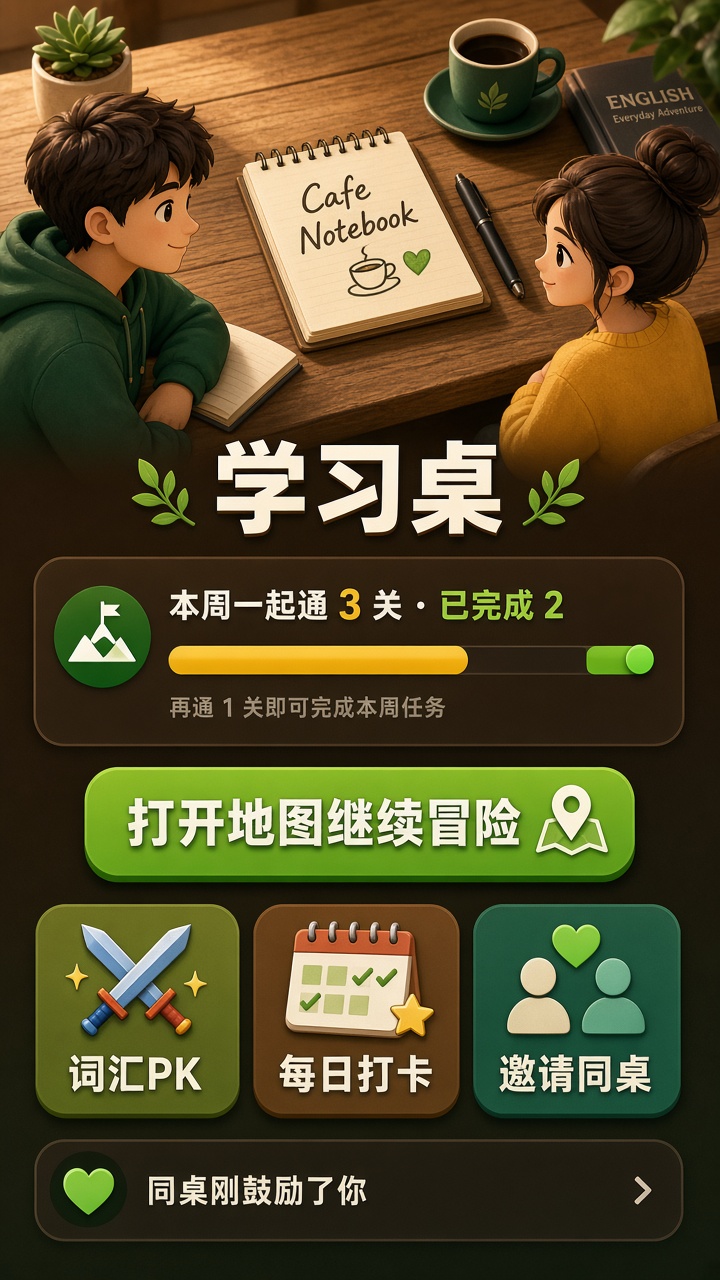 ENGLISH
Everyday Adventure
Cafe
Notebook
学习桌
本周一起通 3 关 · 已完成 2
再通 1 关即可完成本周任务
打开地图继续冒险
词汇PK
每日打卡
邀请同桌
同桌刚鼓励了你